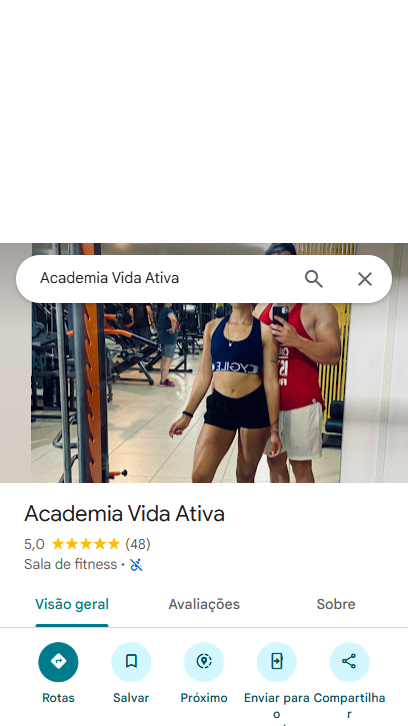 Academia Vida Ativa
Academia Vida Ativa
5,0 (48)
Sala de fitness ·
Visão geral Avaliações Sobre
Rotas Salvar Próximo Enviar para o Compartilhar